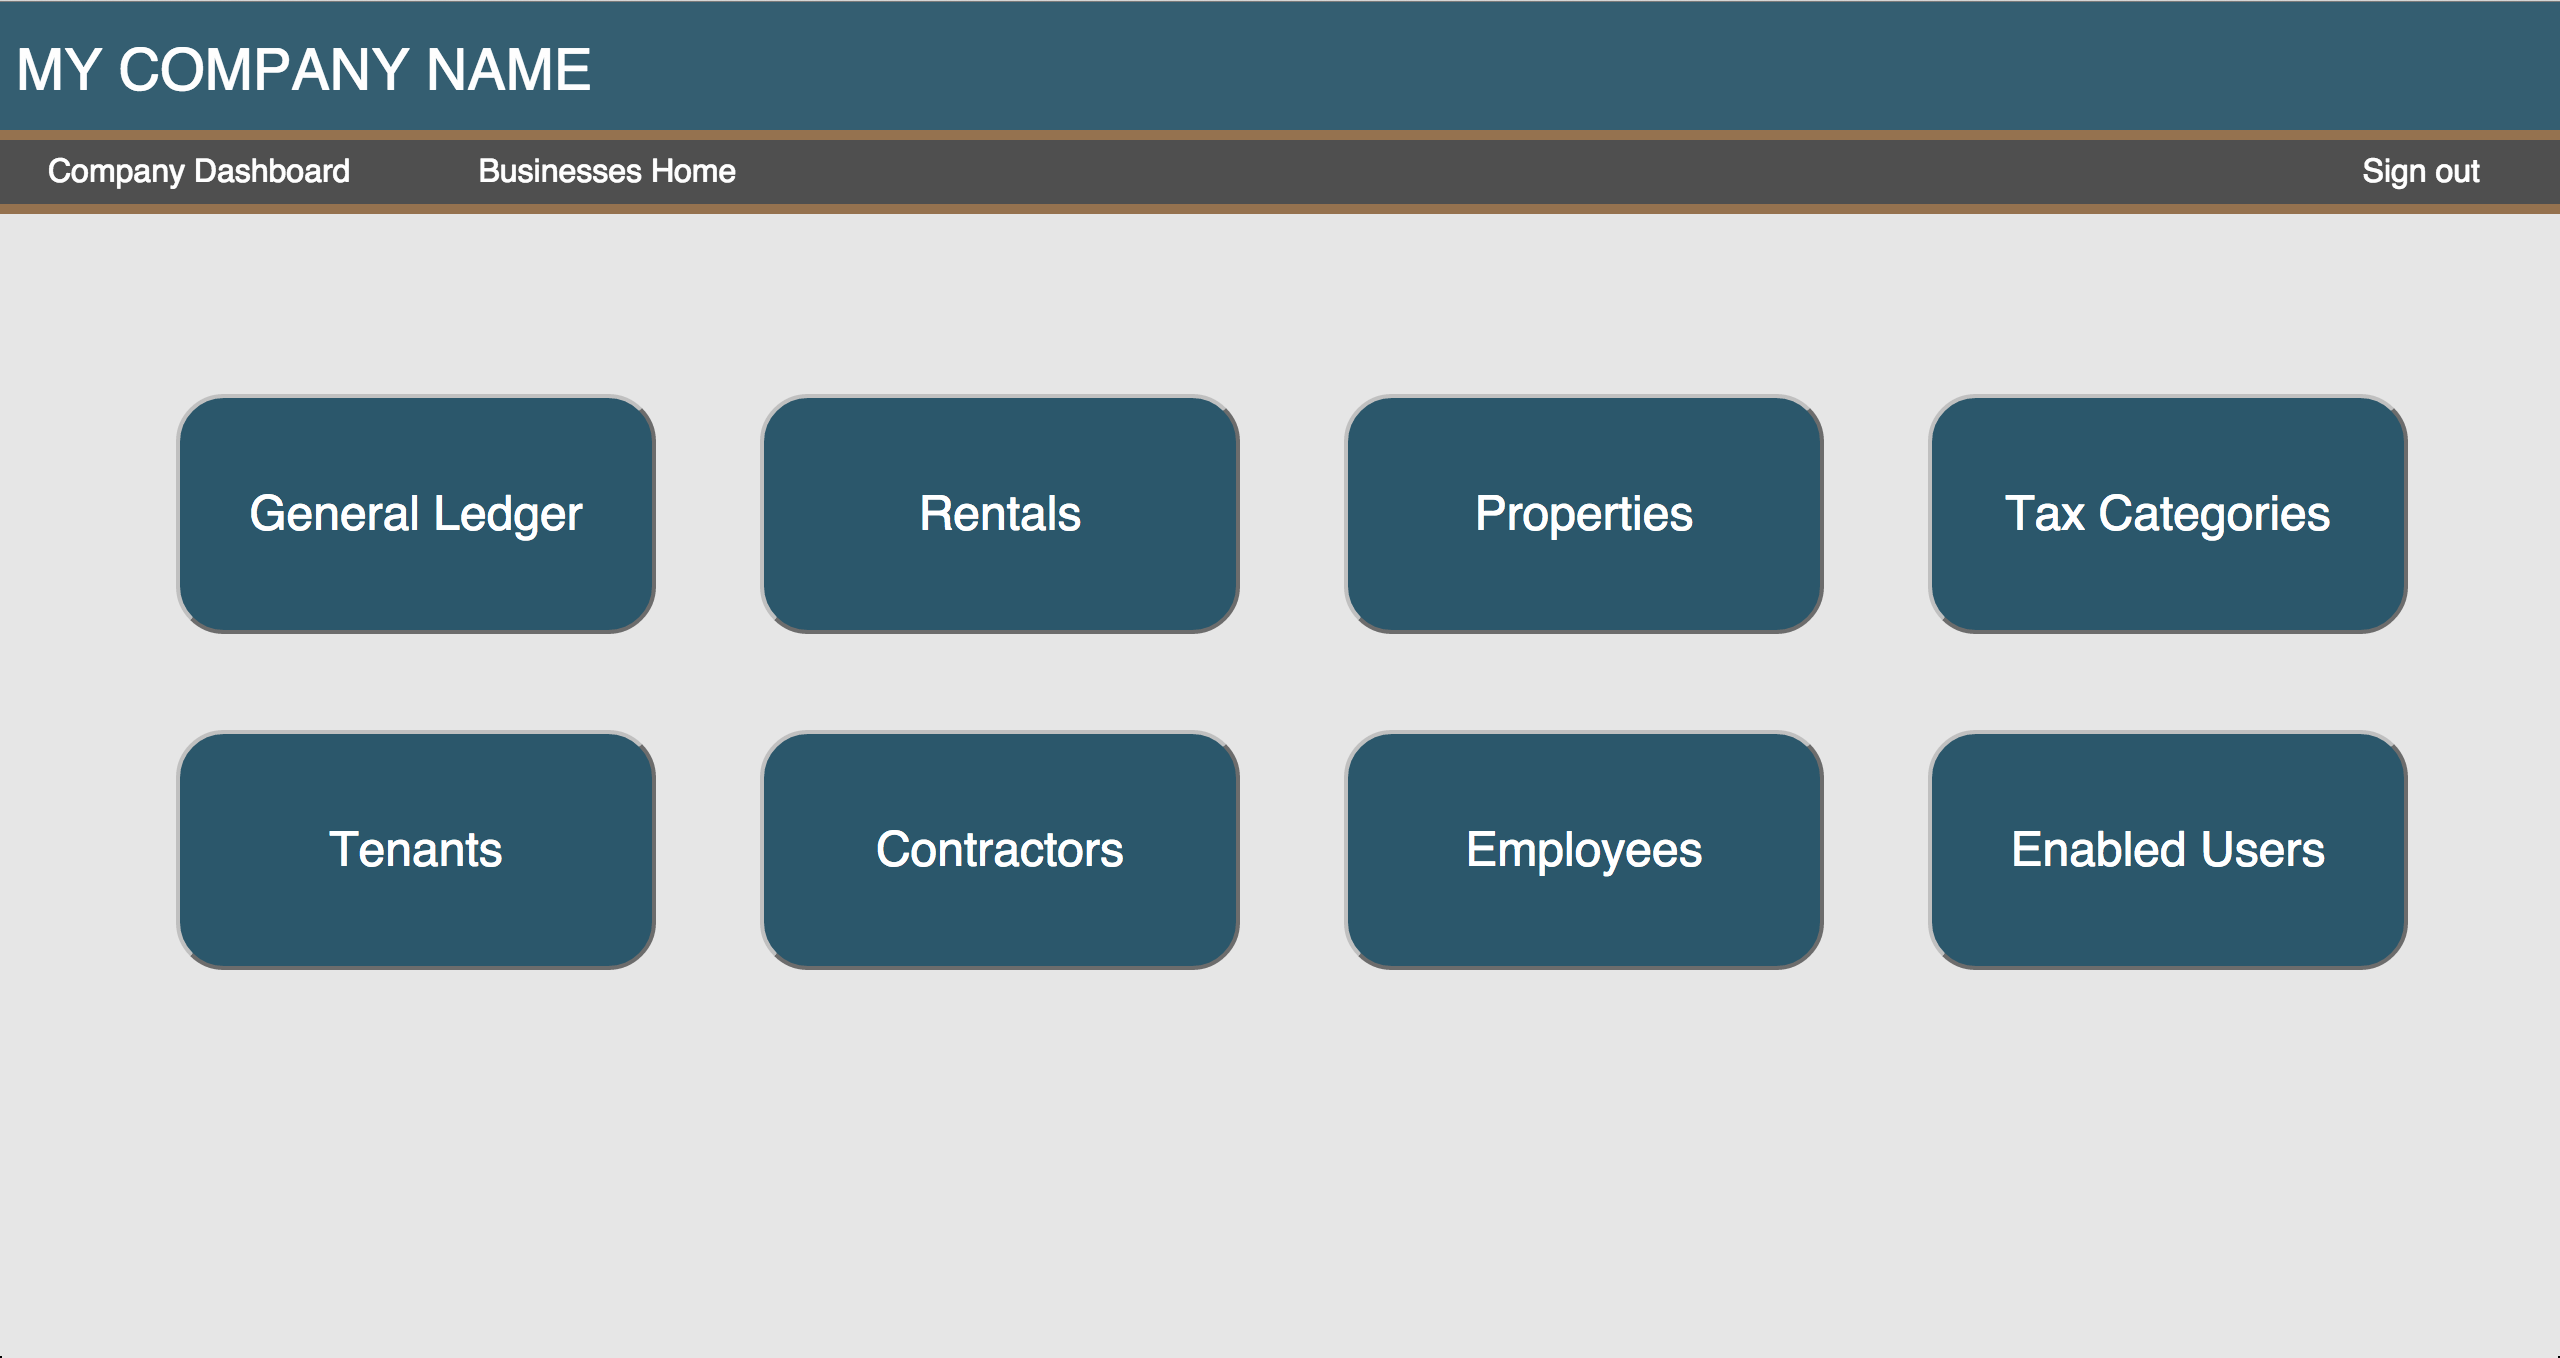 MY COMPANY NAME
Company Dashboard Businesses Home Sign out
General Ledger Rentals Properties Tax Categories
Tenants Contractors Employees Enabled Users